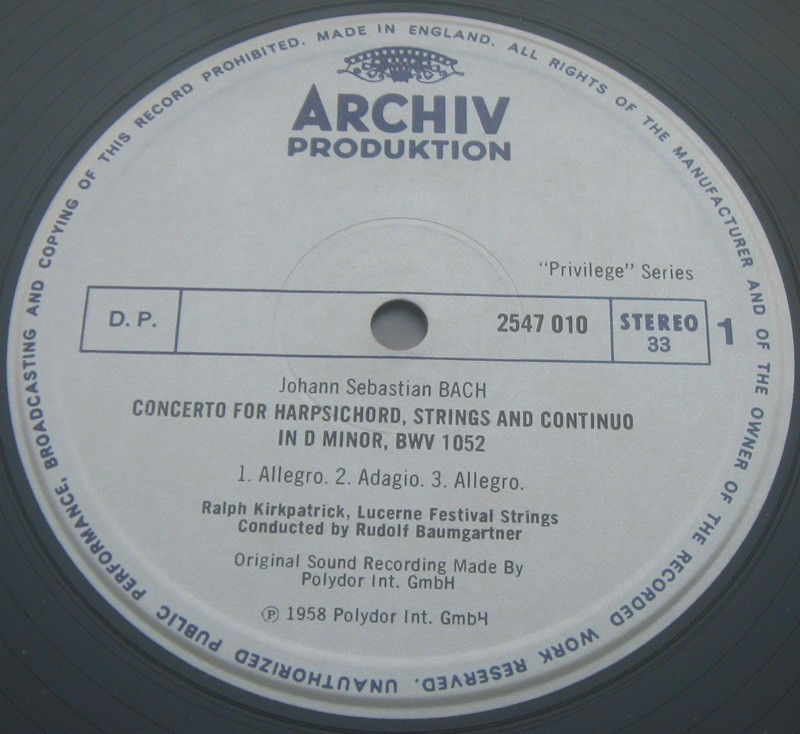 ALL RIGHTS OF THE MANUFACTURER AND OF THE OWNER OF THE RECORDED WORK RESERVED. UNAUTHORIZED PUBLIC PERFORMANCE, BROADCASTING AND COPYING OF THIS RECORD PROHIBITED. MADE IN ENGLAND.
ARCHIV
PRODUKTION
"Privilege" Series
D. P.
2547 010
STEREO
33
1
Johann Sebastian BACH
CONCERTO FOR HARPSICHORD, STRINGS AND CONTINUO
IN D MINOR, BWV 1052
1. Allegro. 2. Adagio. 3. Allegro.
Ralph Kirkpatrick, Lucerne Festival Strings
Conducted by Rudolf Baumgartner
Original Sound Recording Made By
Polydor Int. GmbH
℗ 1958 Polydor Int. GmbH